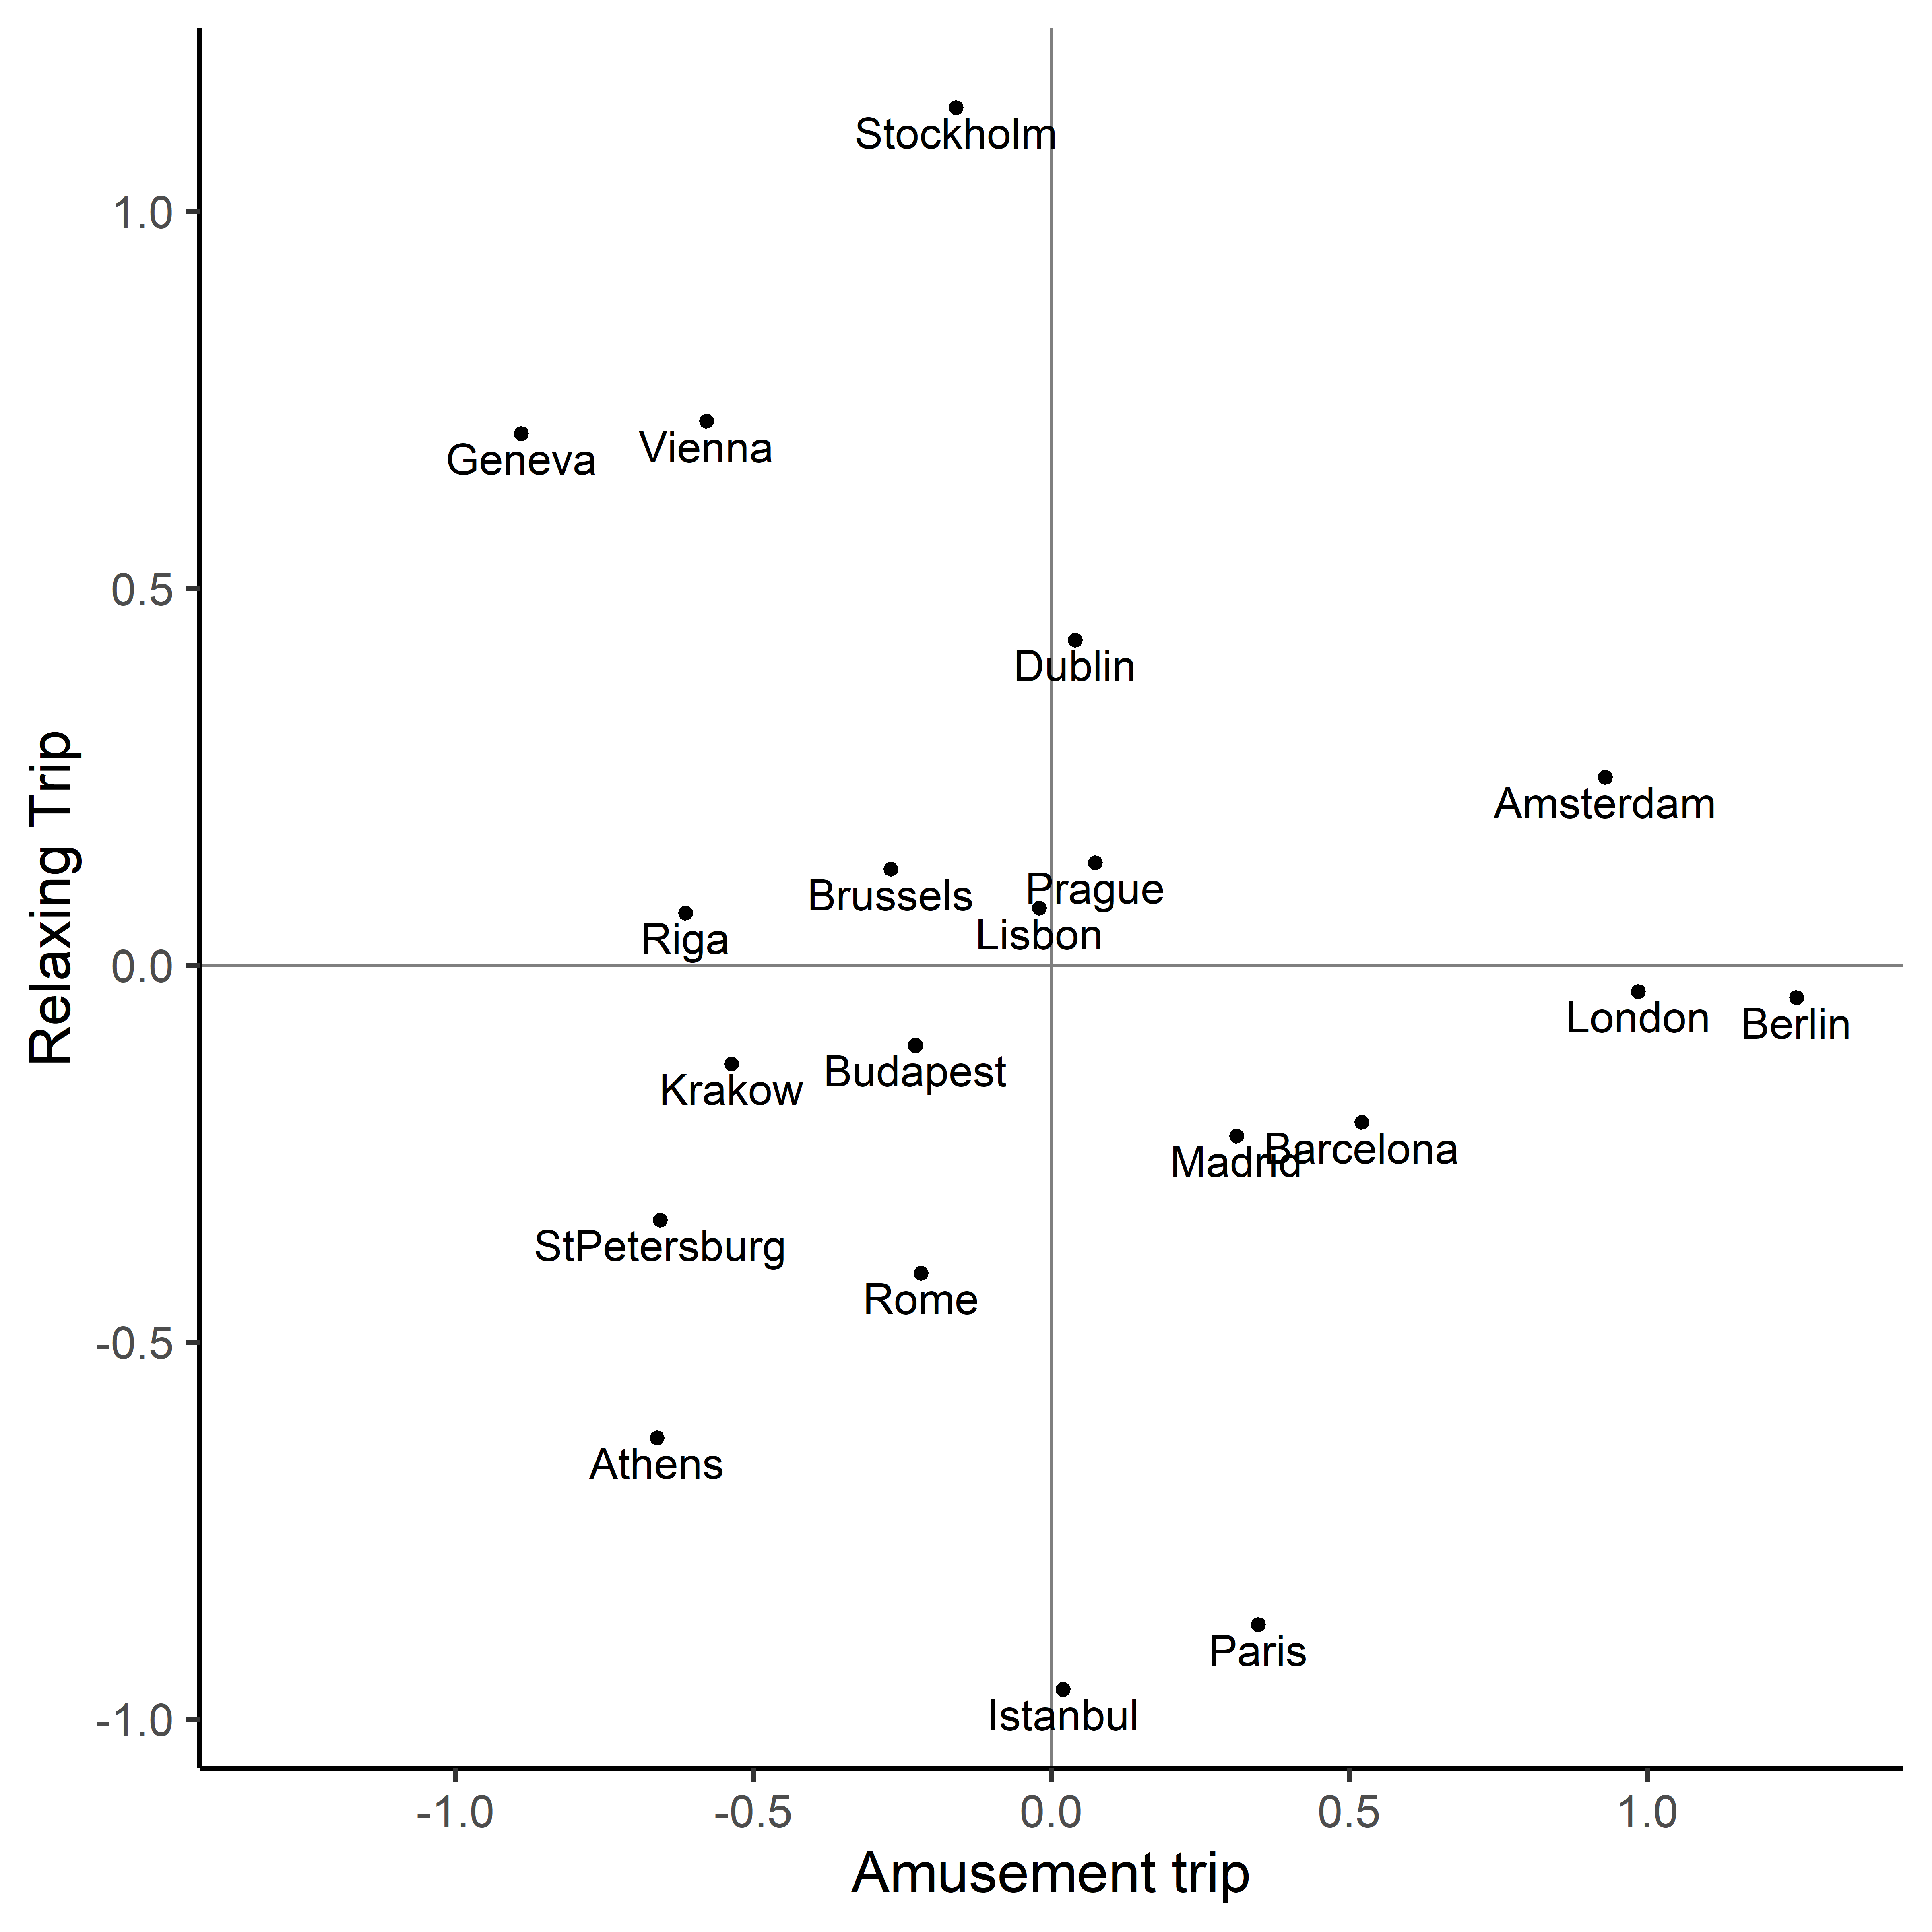 Stockholm
1.0
Vienna
Geneva
0.5
Dublin
Relaxing Trip
Amsterdam
Prague
Brussels
Lisbon
Riga
0.0
London
Berlin
Budapest
Krakow
Barcelona
Madrid
StPetersburg
Rome
-0.5
Athens
Paris
Istanbul
-1.0
-1.0 -0.5 0.0 0.5 1.0
Amusement trip